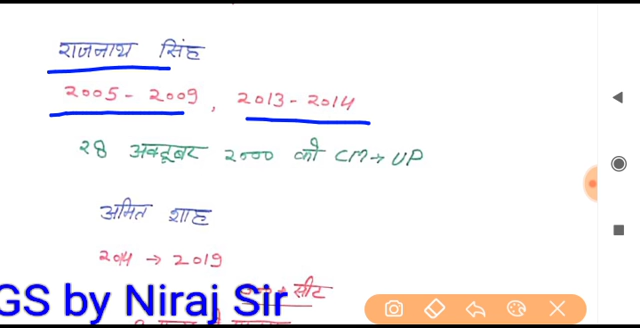 राजनाथ सिंह
2005 - 2009, 2013 - 2014
28 अक्टूबर 2000 को CM→UP
अमित शाह
2014 → 2019
सीट
GS by Niraj Sir